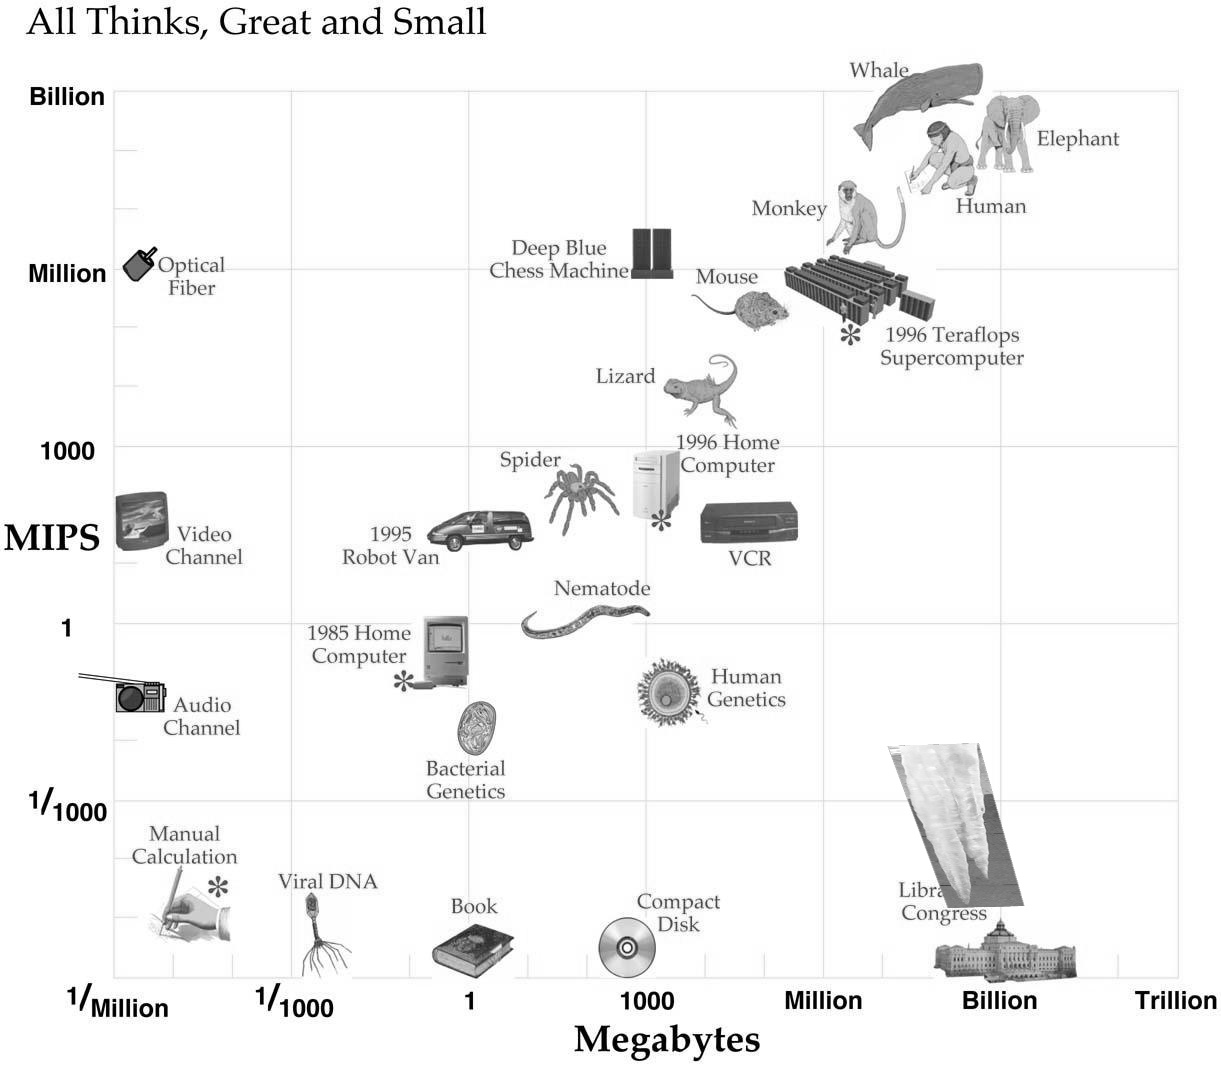 All Thinks, Great and Small
Whale
Billion
Elephant
Monkey
Human
Deep Blue
Chess Machine
Optical
Fiber
Million
Mouse
1996 Teraflops
Supercomputer
Lizard
1000
1996 Home
Computer
Spider
MIPS
Video
Channel
1995
Robot Van
VCR
Nematode
1
1985 Home
Computer
*
Human
Genetics
Audio
Channel
Bacterial
Genetics
1/1000
Manual
Calculation
*
Viral DNA
Book
Compact
Disk
Congress
1/Million
1/1000
1
1000
Million
Billion
Trillion
Megabytes